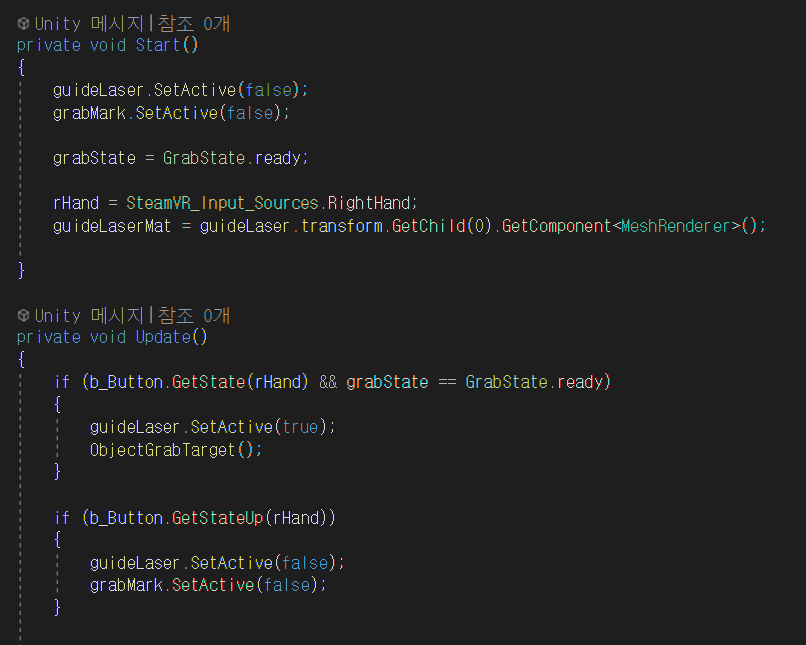 Unity 메시지|참조 0개
private void Start()
{
guideLaser.SetActive(false);
grabMark.SetActive(false);
grabState = GrabState.ready;
rHand = SteamVR_Input_Sources.RightHand;
guideLaserMat = guideLaser.transform.GetChild(0).GetComponent<MeshRenderer>();
}
Unity 메시지|참조 0개
private void Update()
{
if (b_Button.GetState(rHand) && grabState == GrabState.ready)
{
guideLaser.SetActive(true);
ObjectGrabTarget();
}
if (b_Button.GetStateUp(rHand))
{
guideLaser.SetActive(false);
grabMark.SetActive(false);
}